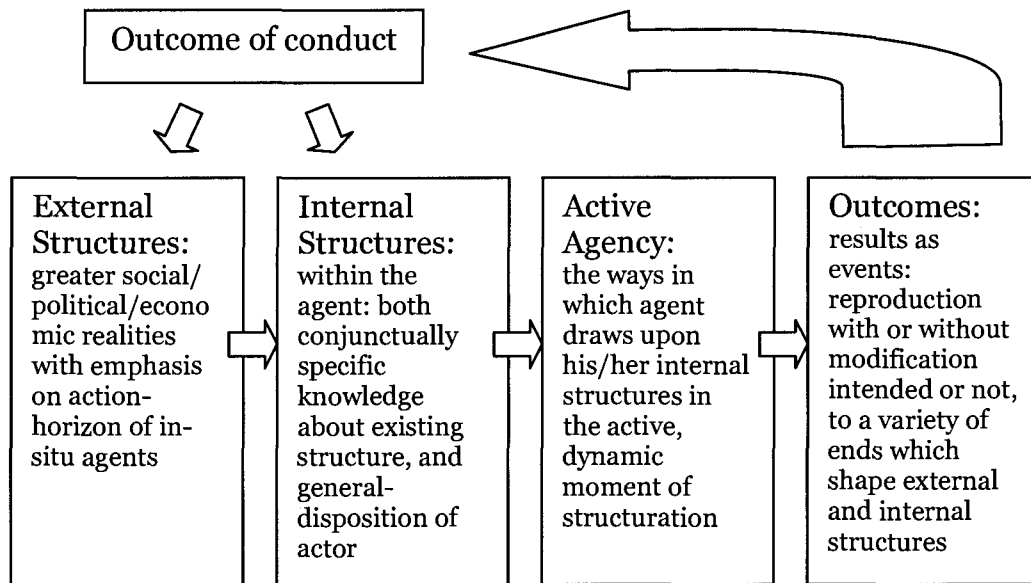 Outcome of conduct
External
Structures:
greater social/
political/econo
mic realities
with emphasis
on action-
horizon of in-
situ agents
Internal
Structures:
within the
agent: both
conjunctually
specific
knowledge
about existing
structure, and
general-
disposition of
actor
Active
Agency:
the ways in
which agent
draws upon
his/her internal
structures in
the active,
dynamic
moment of
structuration
Outcomes:
results as
events:
reproduction
with or without
modification
intended or not,
to a variety of
ends which
shape external
and internal
structures